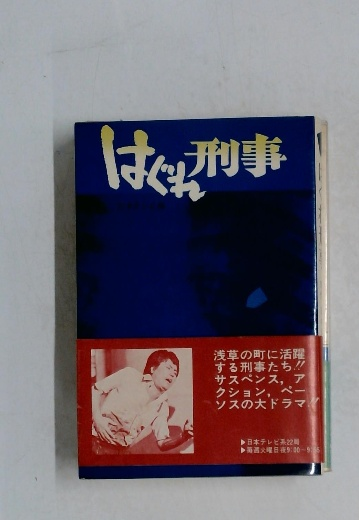 はぐれ刑事
浅草の町に活躍
する刑事たち!!
サスペンス，ア
クション，ペー
ソスの大ドラマ!!
▶日本テレビ系22局
▶毎週火曜日夜9:00－9:55